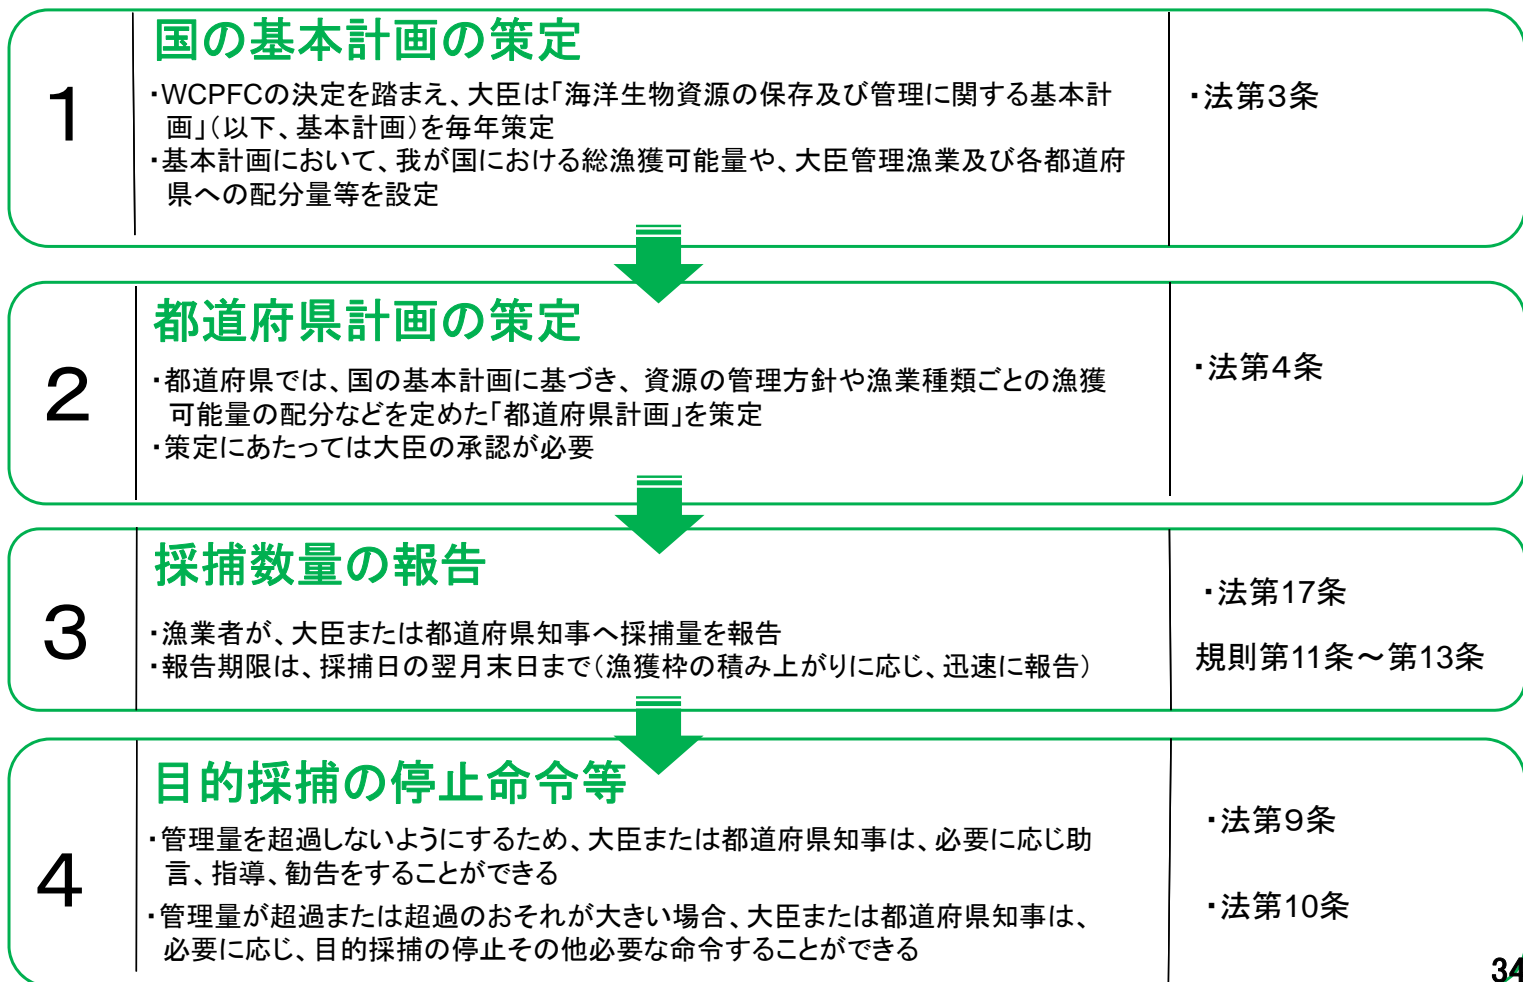 1
国の基本計画の策定
・WCPFCの決定を踏まえ、大臣は「海洋生物資源の保存及び管理に関する基本計
画」（以下、基本計画）を毎年策定
・基本計画において、我が国における総漁獲可能量や、大臣管理漁業及び各都道府
県への配分量等を設定
・法第3条
2
都道府県計画の策定
・都道府県では、国の基本計画に基づき、資源の管理方針や漁業種類ごとの漁獲
可能量の配分などを定めた「都道府県計画」を策定
・策定にあたっては大臣の承認が必要
・法第4条
3
採捕数量の報告
・漁業者が、大臣または都道府県知事へ採捕量を報告
・報告期限は、採捕日の翌月末日まで（漁獲枠の積み上がりに応じ、迅速に報告）
・法第17条
規則第11条～第13条
4
目的採捕の停止命令等
・管理量を超過しないようにするため、大臣または都道府県知事は、必要に応じ助
言、指導、勧告をすることができる
・管理量が超過または超過のおそれが大きい場合、大臣または都道府県知事は、
必要に応じ、目的採捕の停止その他必要な命令することができる
・法第9条
・法第10条
34